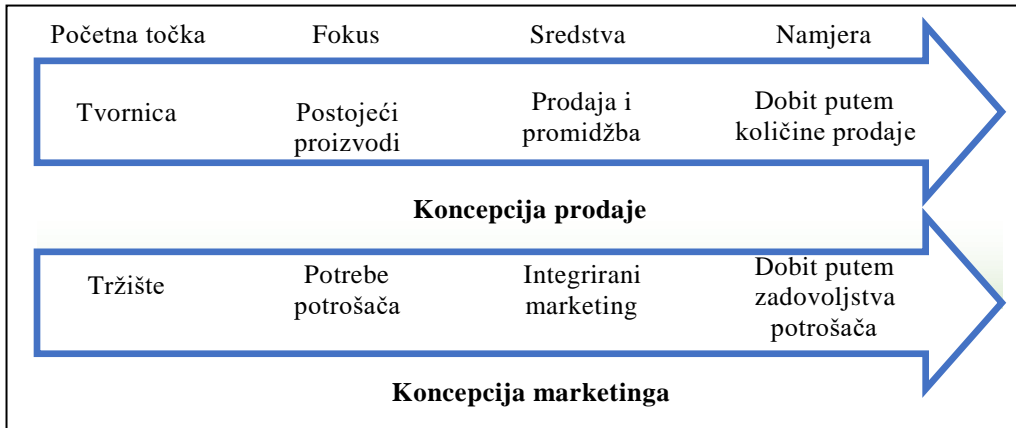 Početna točka
Fokus
Sredstva
Namjera
Tvornica
Postojeći
proizvodi
Prodaja i
promidžba
Dobit putem
količine prodaje
Koncepcija prodaje
Tržište
Potrebe
potrošača
Integrirani
marketing
Dobit putem
zadovoljstva
potrošača
Koncepcija marketinga